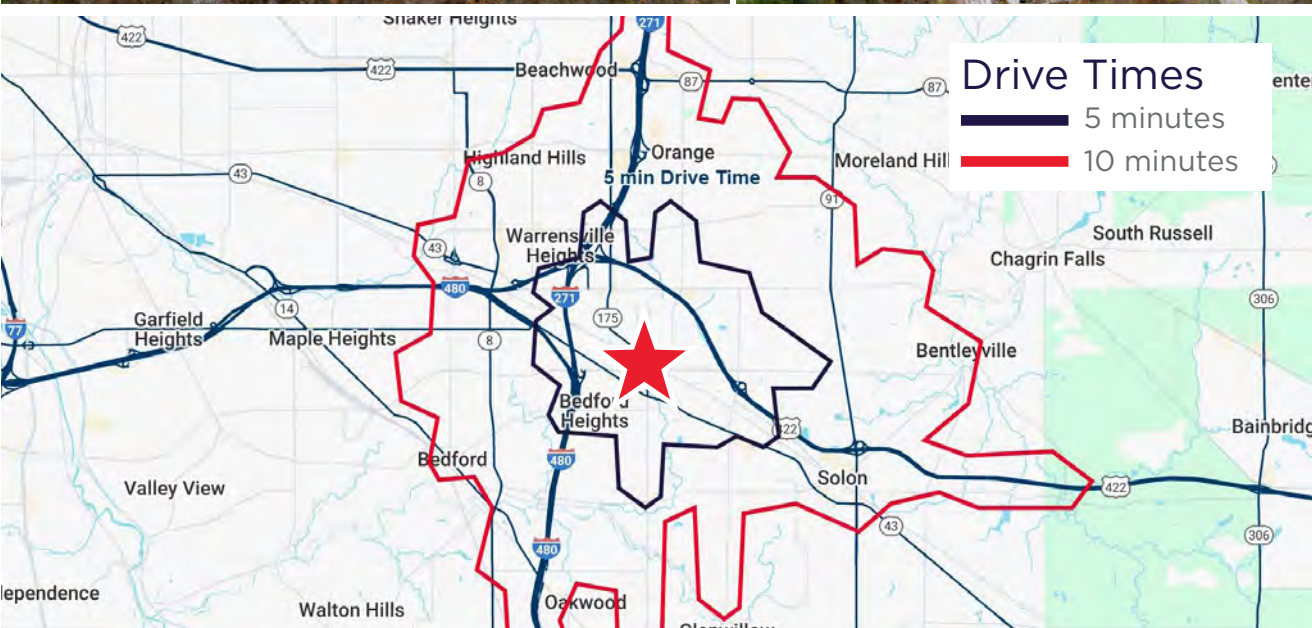 Shaker Heights
271
422
422
Beachwood
87
87
Drive Times
5 minutes
10 minutes
Highland Hills
Orange
Moreland Hill
43
8
5 min Drive Time
91
Warrensville
Heights
43
South Russell
Chagrin Falls
480
271
306
14
175
77
Garfield
Heights
Maple Heights
8
Bentleyville
Bedford
Heights
422
Bainbridg
Bedford
480
Solon
Valley View
422
43
306
480
ependence
Walton Hills
Oakwood
Glenwillow